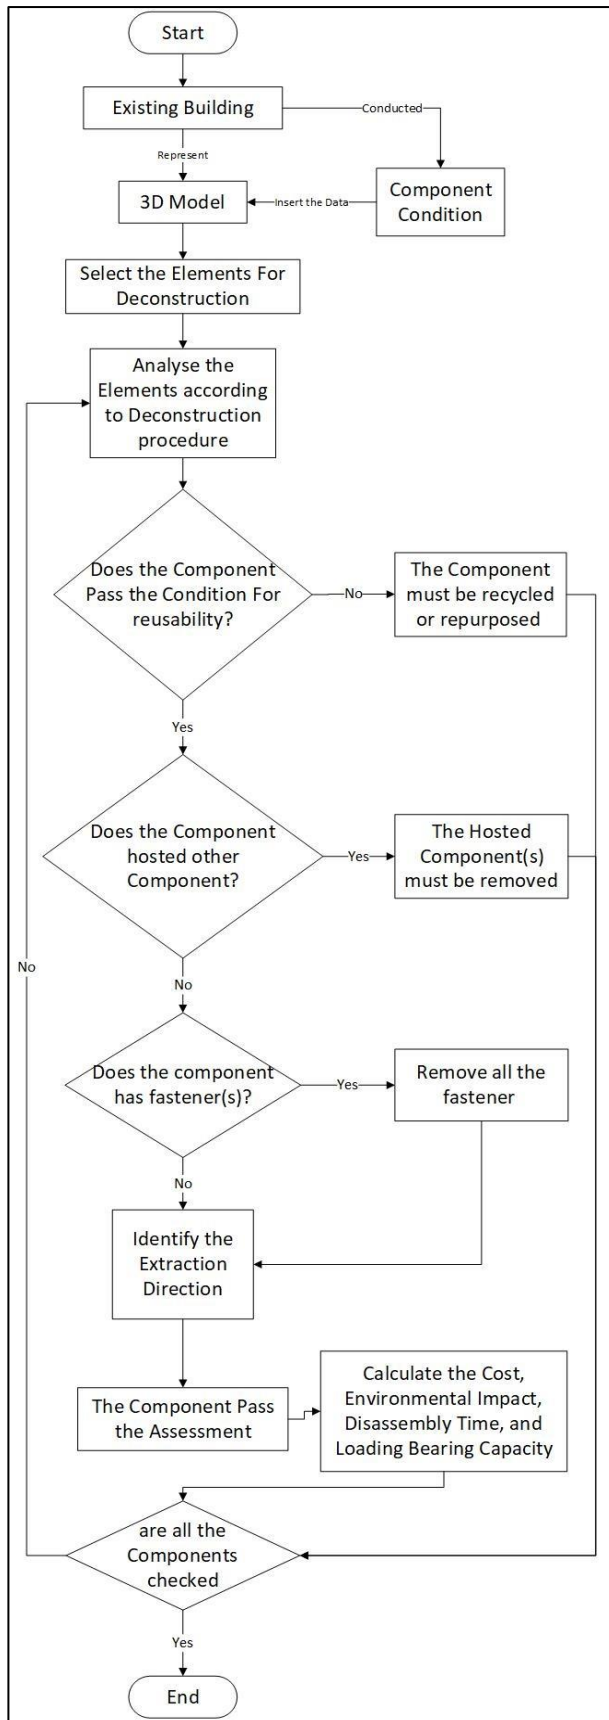 Start
Existing Building
Conducted
Represent
3D Model
Insert the Data
Component
Condition
Select the Elements For
Deconstruction
Analyse the
Elements according
to Deconstruction
procedure
Does the Component
Pass the Condition For
reusability?
No
The Component
must be recycled
or repurposed
Yes
Does the Component
hosted other
Component?
Yes
The Hosted
Component(s)
must be removed
No
No
Does the component
has fastener(s)?
Yes
Remove all the
fastener
No
Identify the
Extraction
Direction
The Component Pass
the Assessment
Calculate the Cost,
Environmental Impact,
Disassembly Time, and
Loading Bearing Capacity
are all the
Components
checked
Yes
End